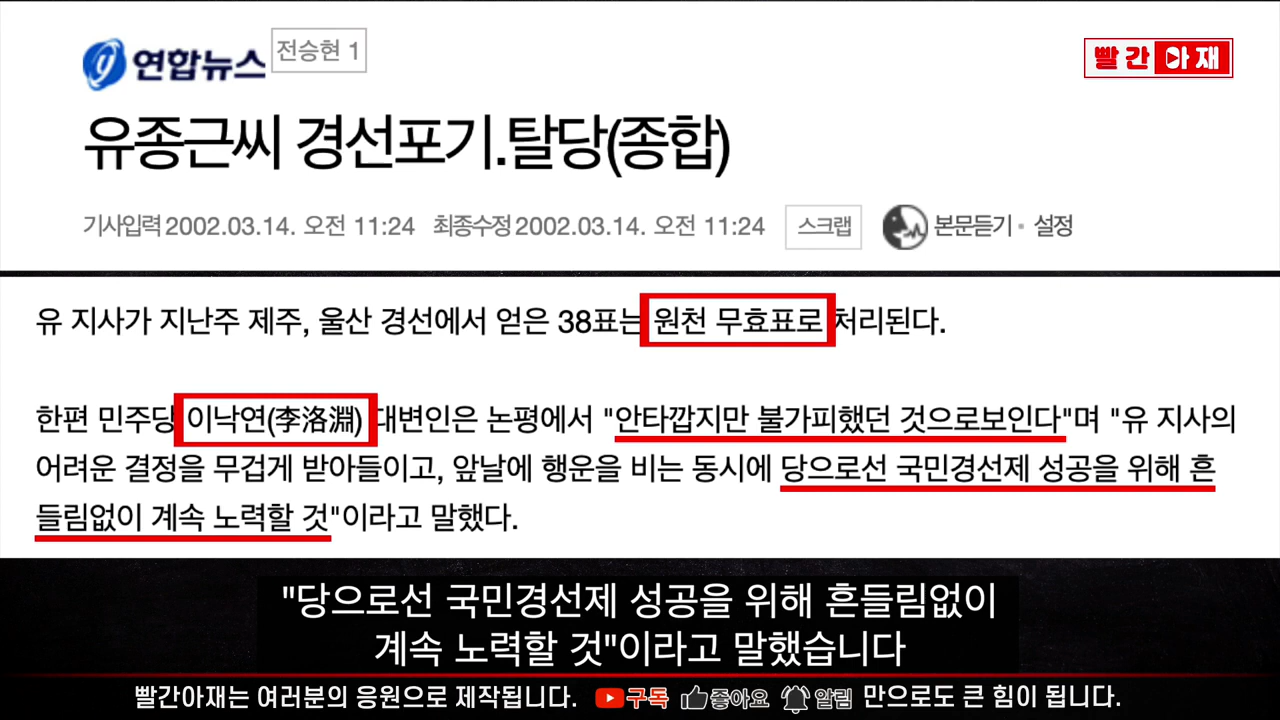 연합뉴스
전승현 1
빨간아재
유종근씨 경선포기.탈당(종합)
기사입력 2002.03.14. 오전 11:24 최종수정 2002.03.14. 오전 11:24 스크랩 본문듣기 · 설정
유 지사가 지난주 제주, 울산 경선에서 얻은 38표는 원천 무효표로 처리된다.
한편 민주당 이낙연(李洛淵) 대변인은 논평에서 "안타깝지만 불가피했던 것으로보인다"며 "유 지사의
어려운 결정을 무겁게 받아들이고, 앞날에 행운을 비는 동시에 당으로선 국민경선제 성공을 위해 흔
들림없이 계속 노력할 것"이라고 말했다.
"당으로선 국민경선제 성공을 위해 흔들림없이
계속 노력할 것"이라고 말했습니다
빨간아재는 여러분의 응원으로 제작됩니다. 구독 좋아요 알림 만으로도 큰 힘이 됩니다.